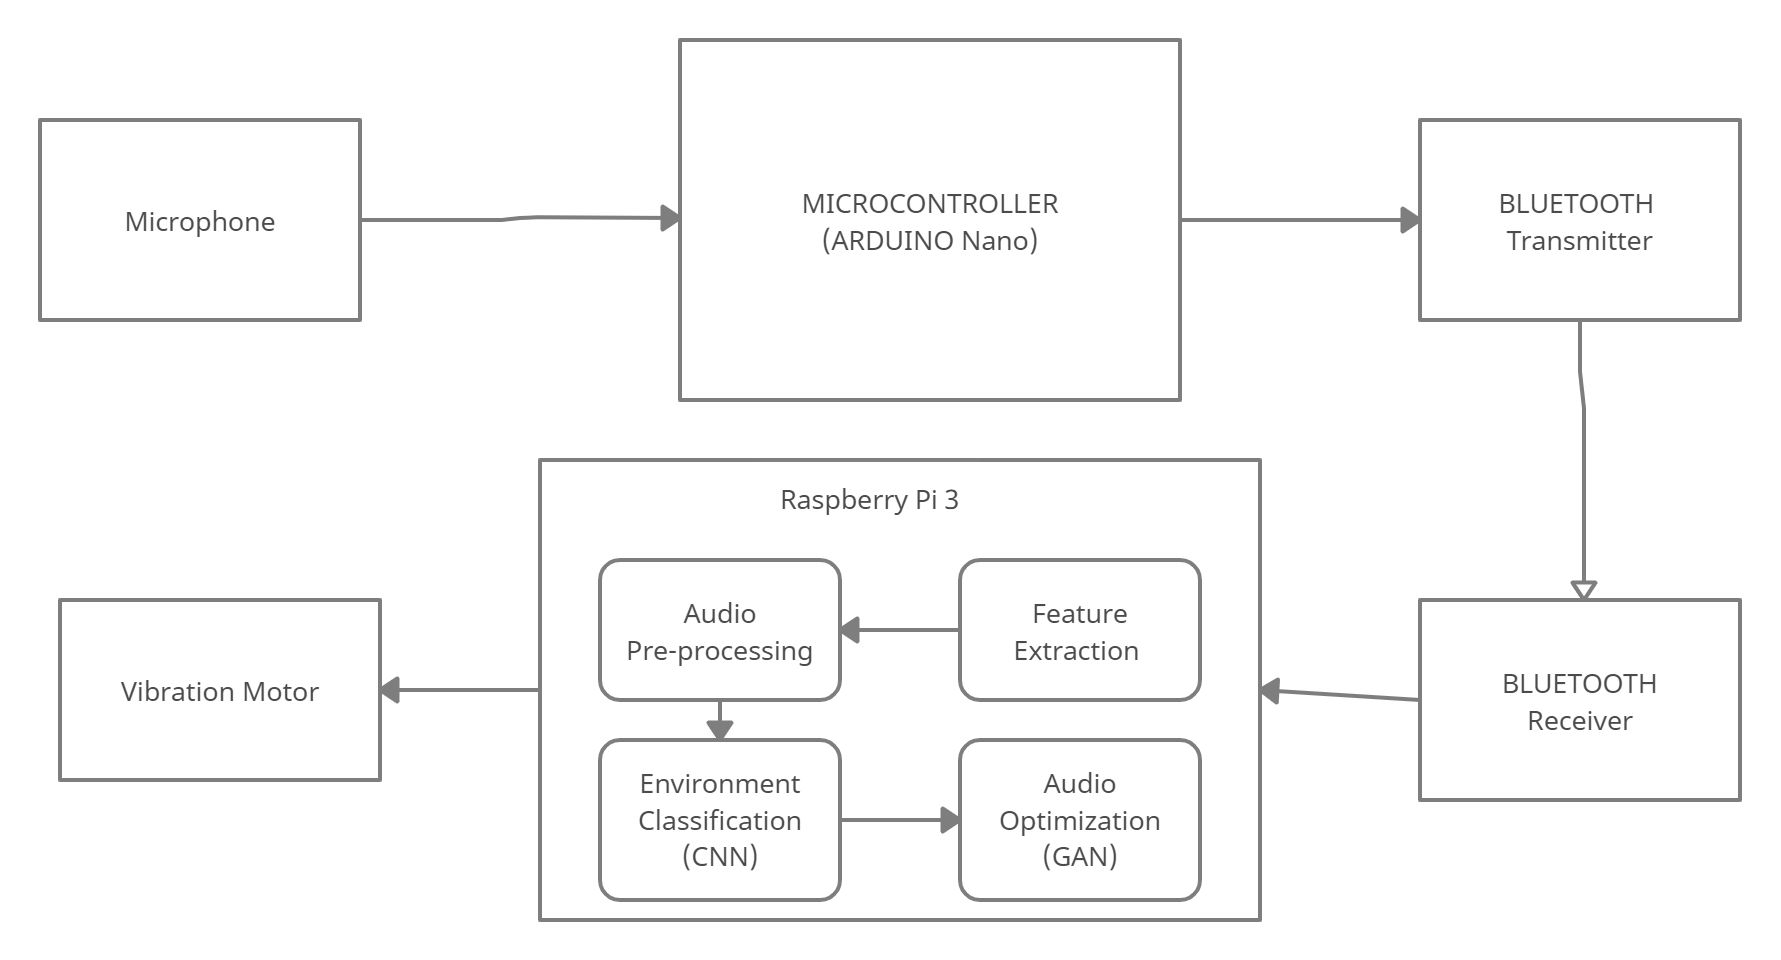 Microphone
MICROCONTROLLER
(ARDUINO Nano)
BLUETOOTH
Transmitter
Raspberry Pi 3
Audio
Pre-processing
Feature
Extraction
Environment
Classification
(CNN)
Audio
Optimization
(GAN)
Vibration Motor
BLUETOOTH
Receiver